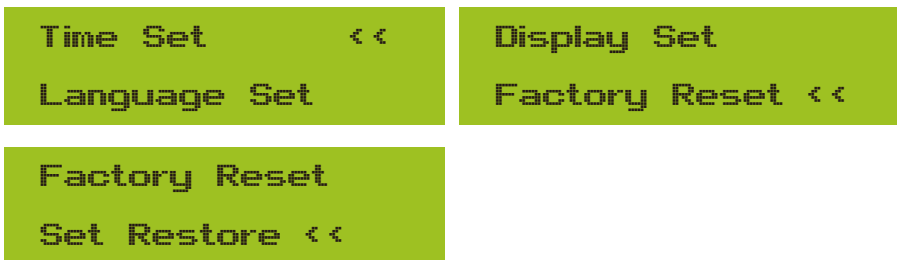 Time Set <<
Language Set
Display Set
Factory Reset <<
Factory Reset
Set Restore <<